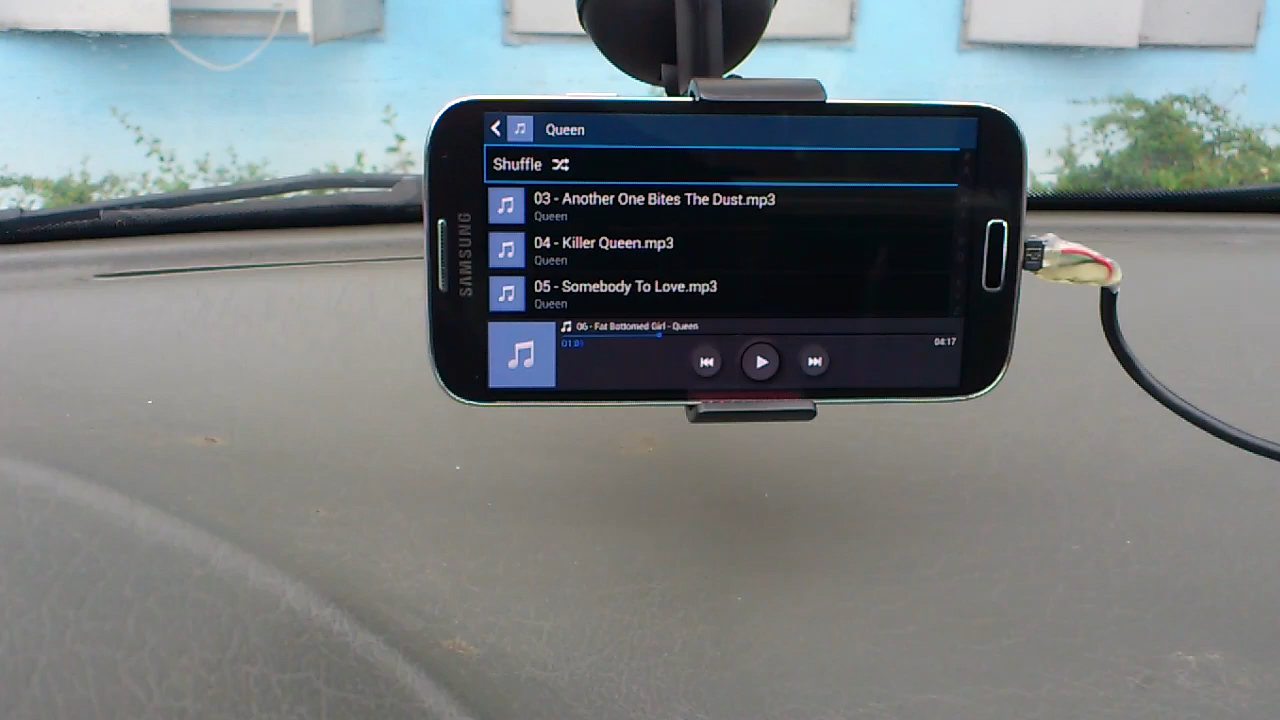 Queen
Shuffle
03 - Another One Bites The Dust.mp3
Queen
04 - Killer Queen.mp3
Queen
05 - Somebody To Love.mp3
Queen
06 - Fat Bottomed Girl - Queen
01:01
04:17
SAMSUNG